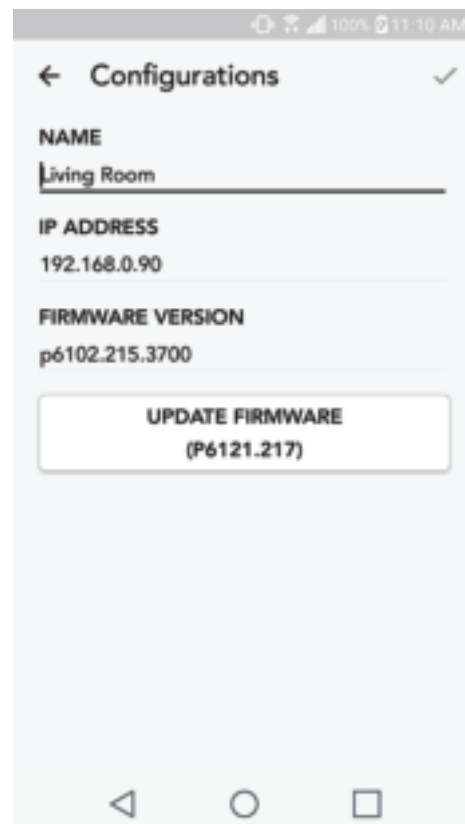 100% 11:10 AM
Configurations
NAME
Living Room
IP ADDRESS
192.168.0.90
FIRMWARE VERSION
p6102.215.3700
UPDATE FIRMWARE
(P6121.217)